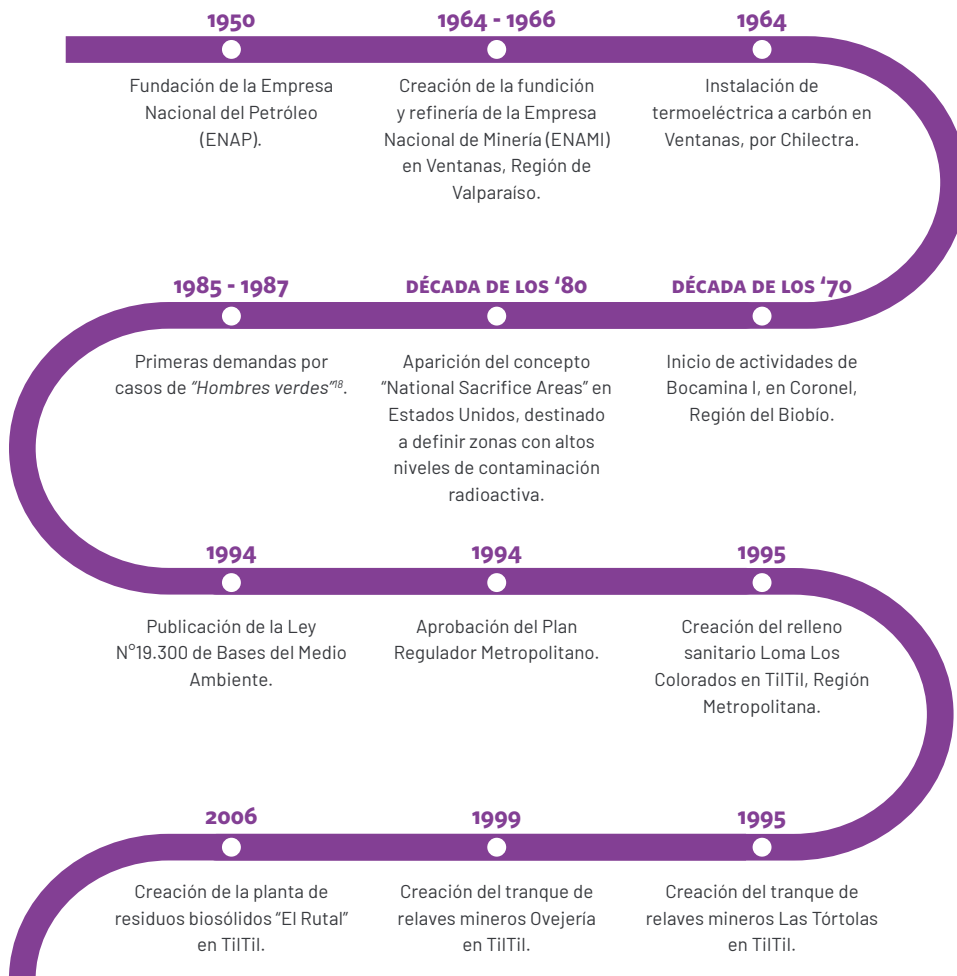 1950
Fundación de la Empresa
Nacional del Petróleo
(ENAP).
1964 - 1966
Creación de la fundición
y refinería de la Empresa
Nacional de Minería (ENAMI)
en Ventanas, Región de
Valparaíso.
1964
Instalación de
termoeléctrica a carbón en
Ventanas, por Chilectra.
DÉCADA DE LOS ‘70
Inicio de actividades de
Bocamina I, en Coronel,
Región del Biobío.
DÉCADA DE LOS ‘80
Aparición del concepto
“National Sacrifice Areas” en
Estados Unidos, destinado
a definir zonas con altos
niveles de contaminación
radioactiva.
1985 - 1987
Primeras demandas por
casos de “Hombres verdes”18.
1994
Publicación de la Ley
N°19.300 de Bases del Medio
Ambiente.
1994
Aprobación del Plan
Regulador Metropolitano.
1995
Creación del relleno
sanitario Loma Los
Colorados en TilTil, Región
Metropolitana.
1995
Creación del tranque de
relaves mineros Las Tórtolas
en TilTil.
1999
Creación del tranque de
relaves mineros Ovejería
en TilTil.
2006
Creación de la planta de
residuos biosólidos “El Rutal”
en TilTil.